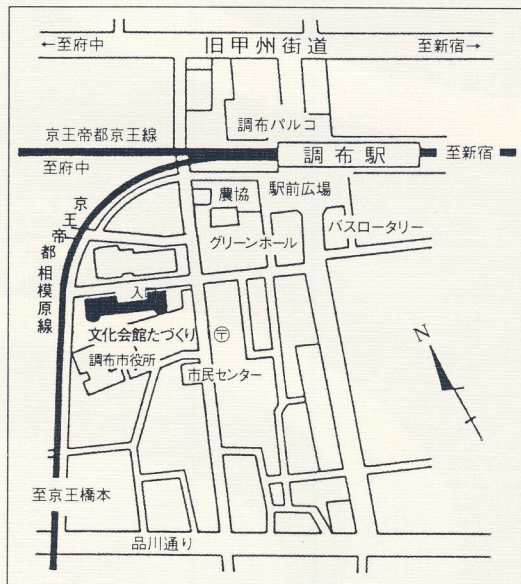 旧甲州街道
←至府中
至新宿→
調布パルコ
京王帝都京王線
調布駅
至新宿
至府中
農協
駅前広場
京王帝都相模原線
グリーンホール
バスロータリー
入口
文化会館たづくり
〒
調布市役所
市民センター
N
至京王橋本
品川通り